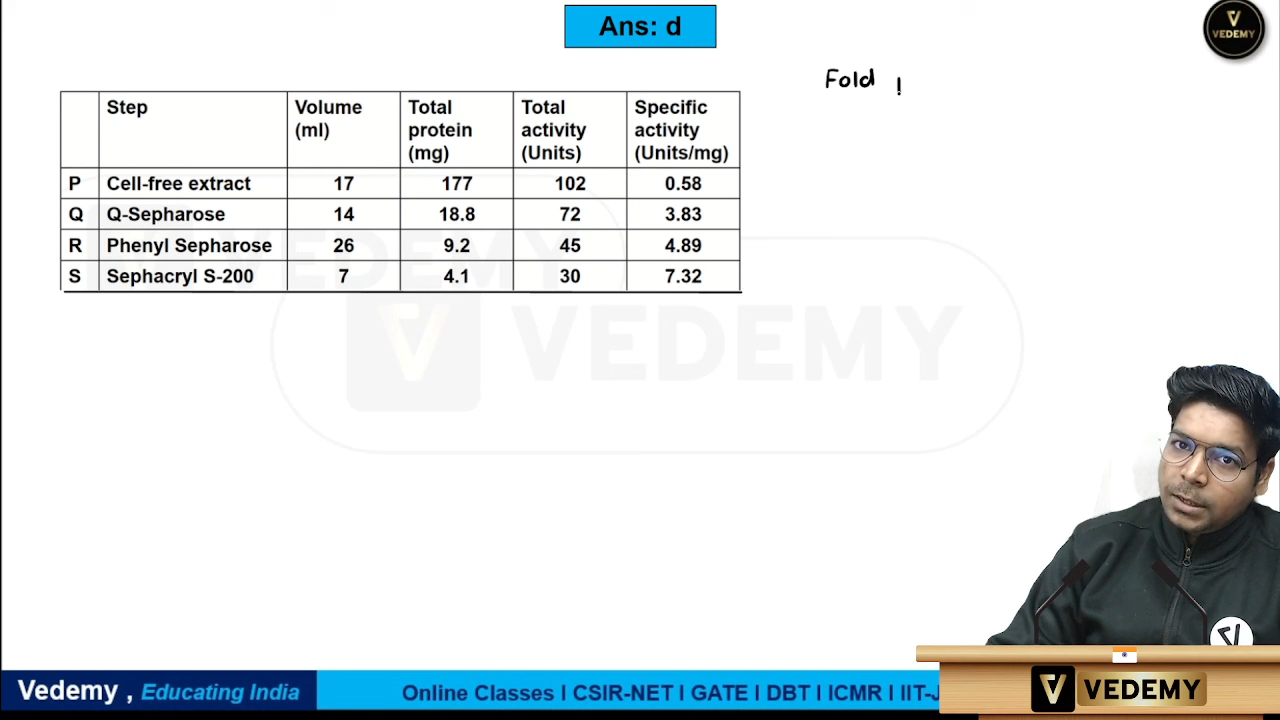 Ans: d
VEDEMY
Fold
Step
Volume (ml)
Total protein (mg)
Total activity (Units)
Specific activity (Units/mg)
P Cell-free extract 17 177 102 0.58
Q Q-Sepharose 14 18.8 72 3.83
R Phenyl Sepharose 26 9.2 45 4.89
S Sephacryl S-200 7 4.1 30 7.32
VEDEMY
VEDEMY
Vedemy , Educating India
Online Classes I CSIR-NET I GATE I DBT I ICMR I IIT-J
VEDEMY